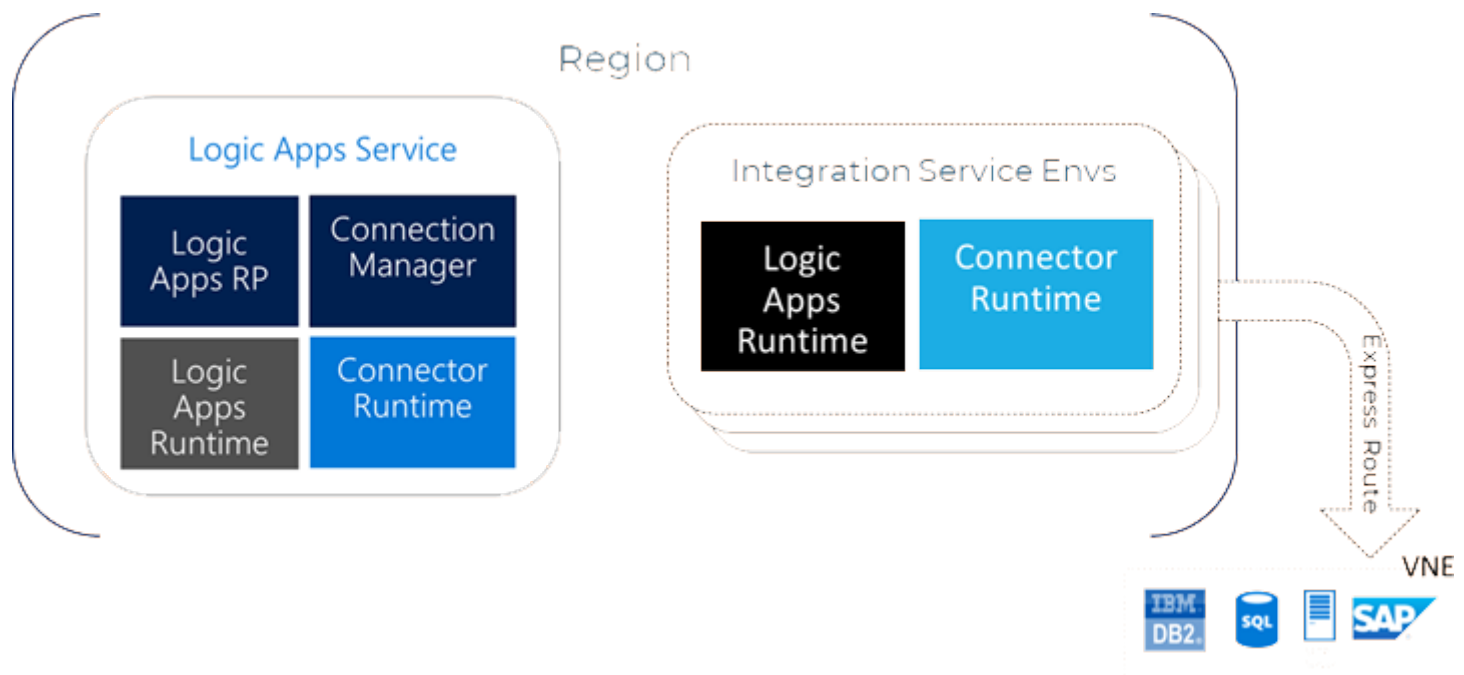 Region
Logic Apps Service
Logic
Apps RP
Connection
Manager
Logic
Apps
Runtime
Connector
Runtime
Integration Service Envs
Logic
Apps
Runtime
Connector
Runtime
Express Route
VNE
IBM
DB2.
SQL
SAP